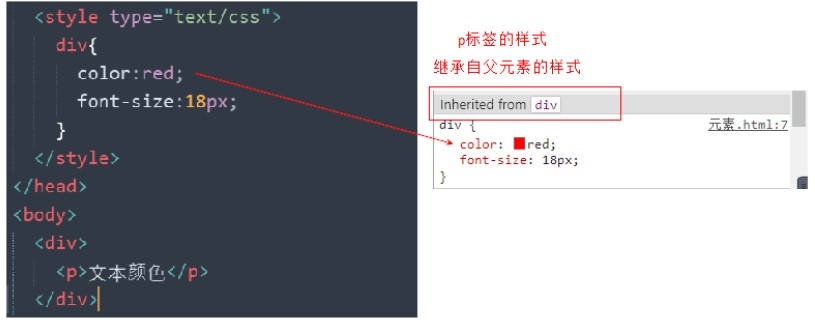 <style type="text/css">
div{
color:red;
font-size:18px;
}
</style>
</head>
<body>
<div>
<p>文本颜色</p>
</div>
p标签的样式
继承自父元素的样式
Inherited from div
div {
元素.html:7
color: red;
font-size: 18px;
}